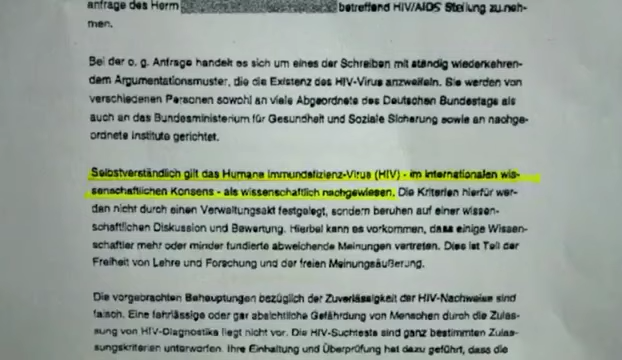 anfrage des Herrn betreffend HIV/AIDS Stellung zu neh-
men.
Bei der o. g. Anfrage handelt es sich um eines der Schreiben mit ständig wiederkehren-
dem Argumentationsmuster, die die Existenz des HIV-Virus anzweifeln. Sie werden von
verschiedenen Personen sowohl an viele Abgeordnete des Deutschen Bundestags als
auch an das Bundesministerium für Gesundheit und Soziale Sicherung sowie an nachge-
ordnete Institute gerichtet.
Selbstverständlich gilt das Humane Immundefizienz-Virus (HIV) - im internationalen wis-
senschaftlichen Konsens - als wissenschaftlich nachgewiesen. Die Kriterien hierfür wer-
den nicht durch einen Verwaltungsakt festgelegt, sondern beruhen auf einer wissen-
schaftlichen Diskussion und Bewertung. Hierbei kann es vorkommen, dass einige Wissen-
schaftler mehr oder minder fundierte abweichende Meinungen vertreten. Dies ist Teil der
Freiheit von Lehre und Forschung und der freien Meinungsäußerung.
Die vorgebrachten Behauptungen bezüglich der Zuverlässigkeit der HIV-Nachweise sind
falsch. Eine fahrlässige oder gar absichtliche Gefährdung von Menschen durch die Zulas-
sung von HIV-Diagnostika liegt nicht vor. Die HIV-Suchtests sind ganz bestimmten Zulas-
sungskriterien unterworfen. Ihre Einhaltung und Überprüfung hat dazu geführt, dass die